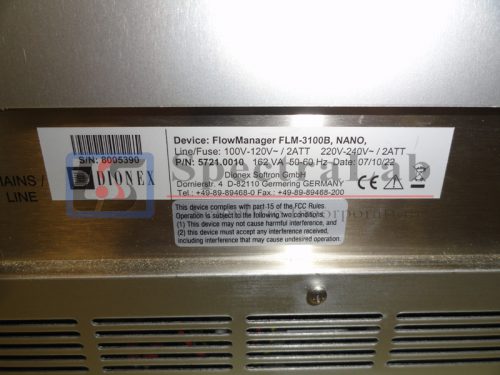 Device: FlowManager FLM-3100B, NANO,
Line/Fuse: 100V-120V~ / 2ATT 220V-240V~ / 2ATT
S/N: 8005390
P/N: 5721.0010 162 VA 50-60 Hz Date: 07/10/22
DIONEX
Dionex Softron GmbH
Dornierstr. 4 D-82110 Germering GERMANY
Tel.: +49-89-89468-0 Fax.: +49-89-89468-200
CE
MAINS /
LINE
This device complies with part 15 of the FCC Rules.
Operation is subject to the following two conditions:
(1) This device may not cause harmful interference, and
(2) this device must accept any interference received,
including interference that may cause undesired operation.
SpectraLab
Scientific Incorporated